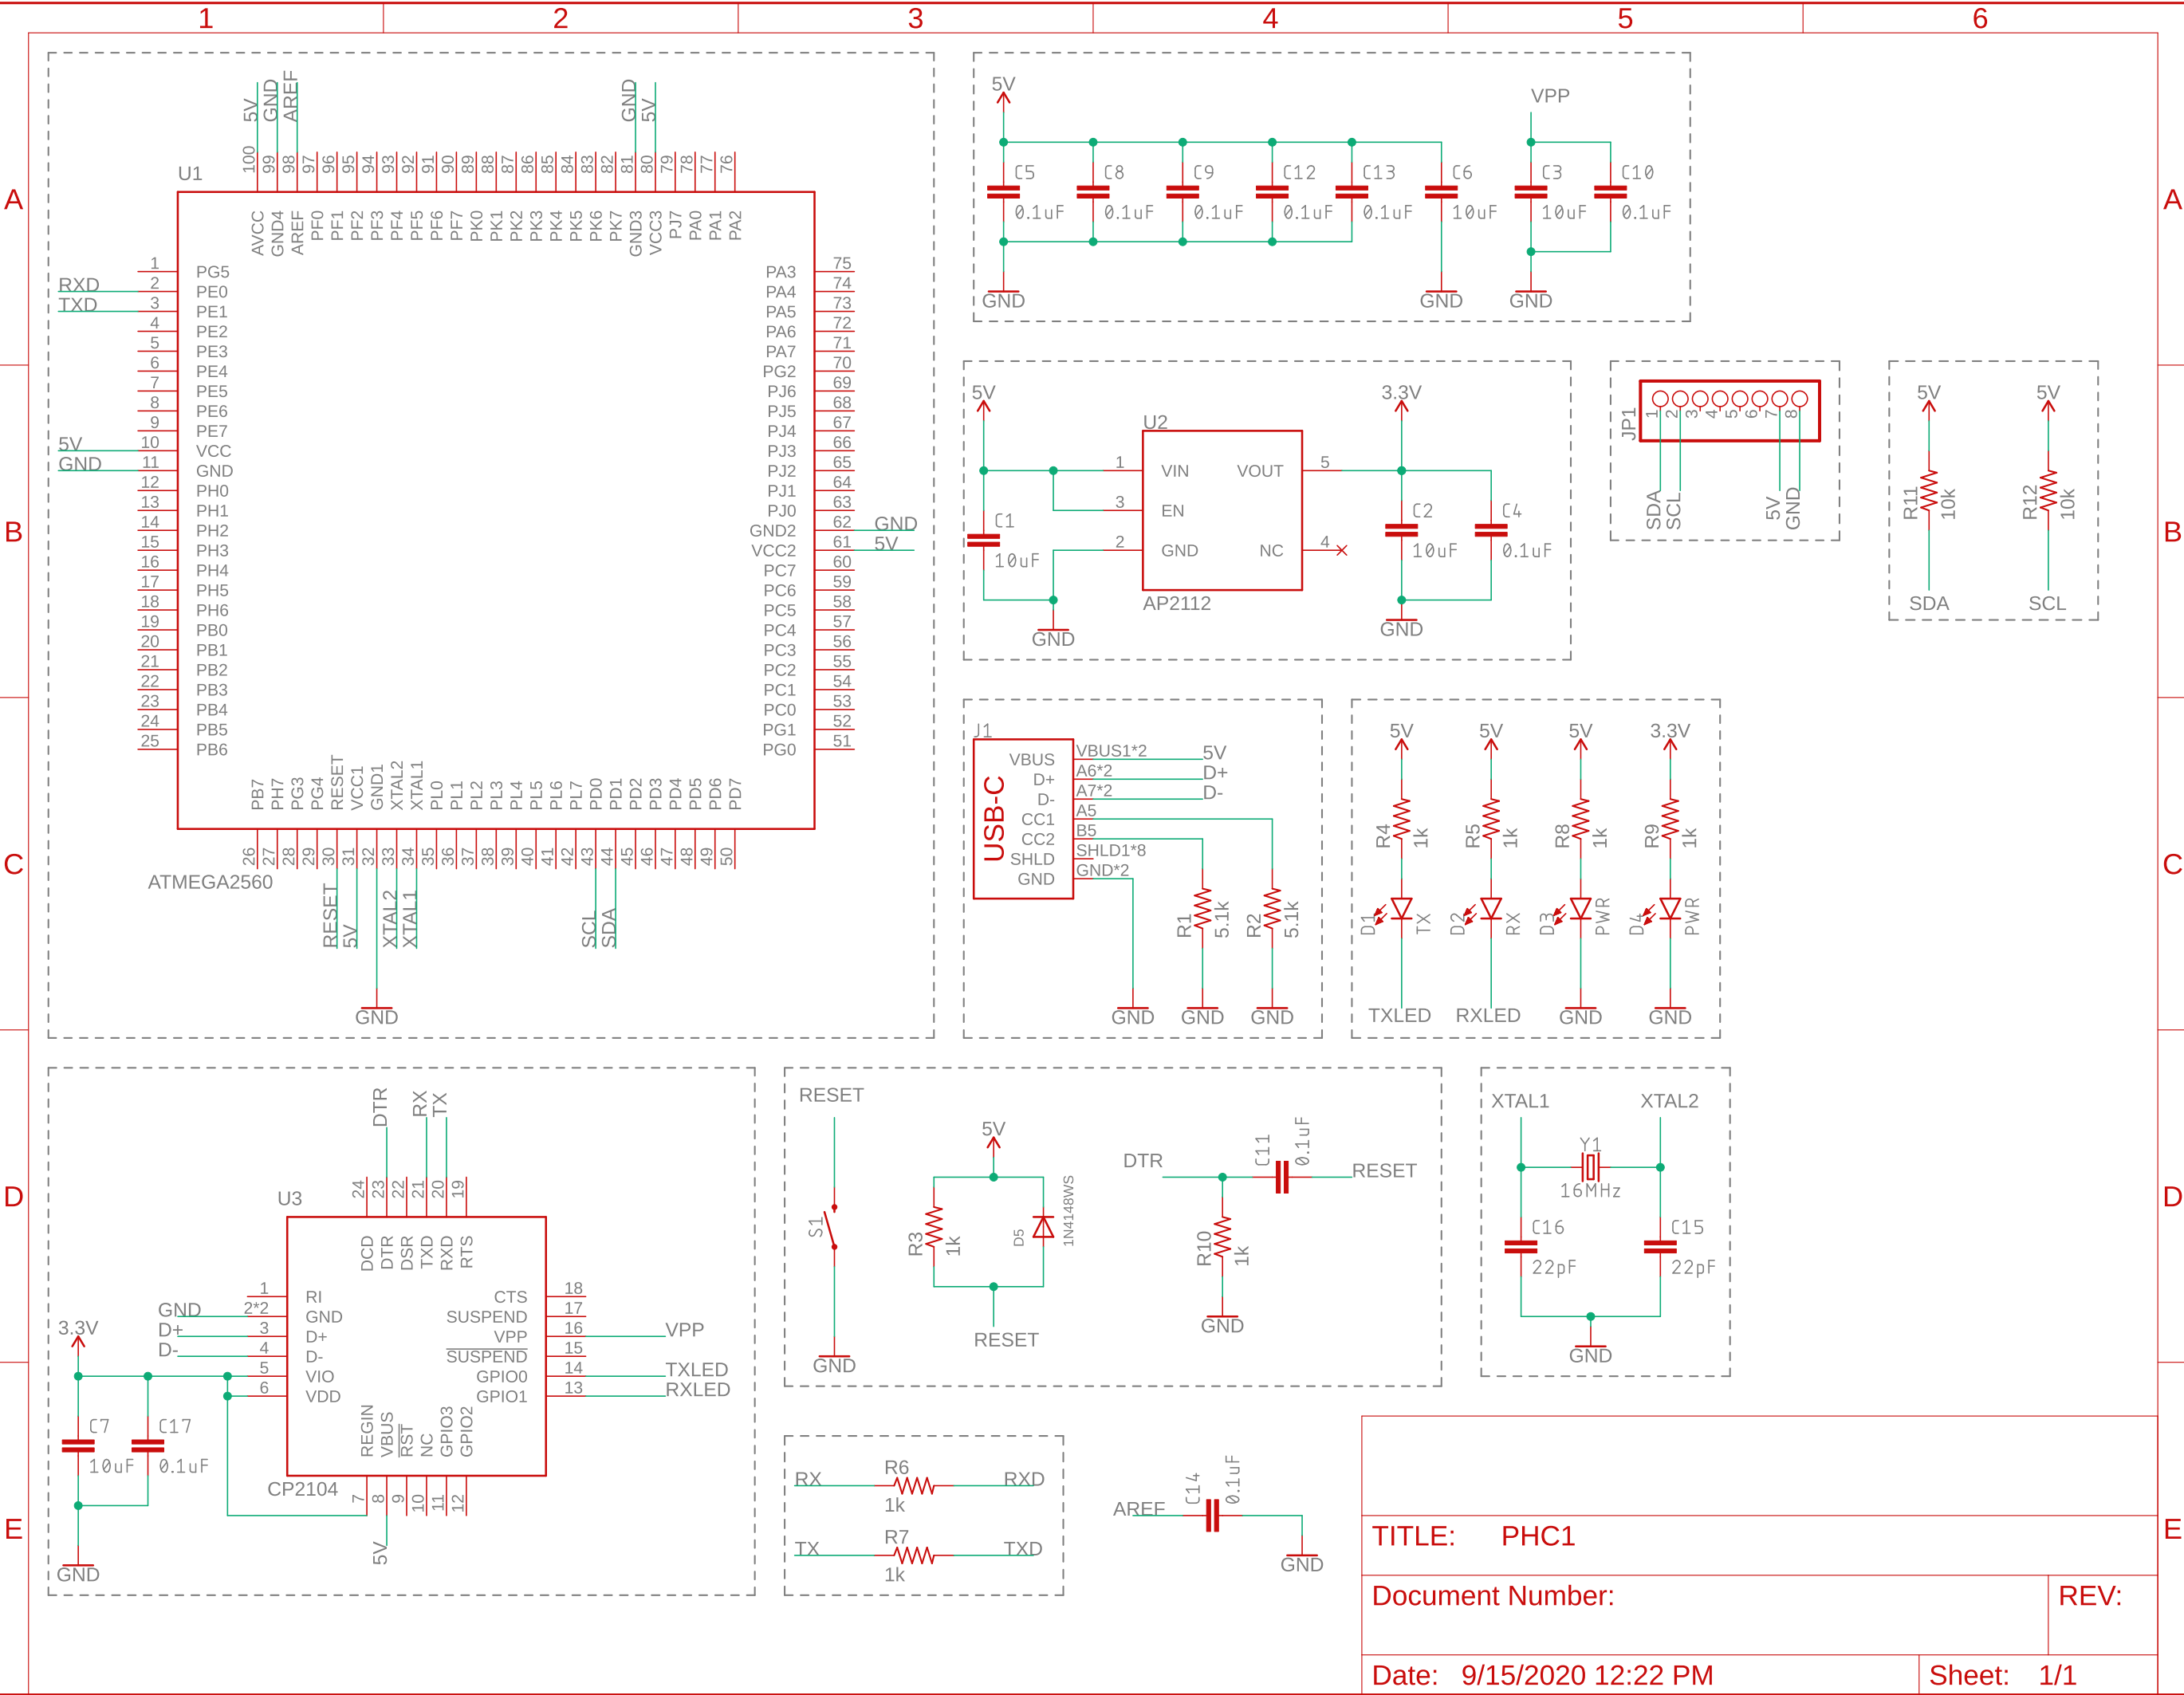 1 2 3 4 5 6
A A
B B
C C
D D
E E
5V GND AREF GND 5V
100 99 98 97 96 95 94 93 92 91 90 89 88 87 86 85 84 83 82 81 80 79 78 77 76
U1
AVCC GND4 AREF PF0 PF1 PF2 PF3 PF4 PF5 PF6 PF7 PK0 PK1 PK2 PK3 PK4 PK5 PK6 PK7 GND3 VCC3 PJ7 PA0 PA1 PA2
1 PG5 PA3 75
RXD 2 PE0 PA4 74
TXD 3 PE1 PA5 73
4 PE2 PA6 72
5 PE3 PA7 71
6 PE4 PG2 70
7 PE5 PJ6 69
8 PE6 PJ5 68
9 PE7 PJ4 67
5V 10 VCC PJ3 66
GND 11 GND PJ2 65
12 PH0 PJ1 64
13 PH1 PJ0 63
14 PH2 GND2 62 GND
15 PH3 VCC2 61 5V
16 PH4 PC7 60
17 PH5 PC6 59
18 PH6 PC5 58
19 PB0 PC4 57
20 PB1 PC3 56
21 PB2 PC2 55
22 PB3 PC1 54
23 PB4 PC0 53
24 PB5 PG1 52
25 PB6 PG0 51
PB7 PH7 PG3 PG4 RESET VCC1 GND1 XTAL2 XTAL1 PL0 PL1 PL2 PL3 PL4 PL5 PL6 PL7 PD0 PD1 PD2 PD3 PD4 PD5 PD6 PD7
26 27 28 29 30 31 32 33 34 35 36 37 38 39 40 41 42 43 44 45 46 47 48 49 50
ATMEGA2560
RESET 5V XTAL2 XTAL1 SCL SDA
GND
5V VPP
C5 C8 C9 C12 C13 C6 C3 C10
0.1uF 0.1uF 0.1uF 0.1uF 0.1uF 10uF 10uF 0.1uF
GND GND GND
5V 3.3V
U2
1 VIN VOUT 5
3 EN
2 GND NC 4
C1 C2 C4
10uF 10uF 0.1uF
AP2112
GND GND
JP1
1 2 3 4 5 6 7 8
SDA SCL 5V GND
5V 5V
R11 10k R12 10k
SDA SCL
J1
USB-C
VBUS VBUS1*2 5V
D+ A6*2 D+
D- A7*2 D-
CC1 A5
CC2 B5
SHLD SHLD1*8
GND GND*2
R1 5.1k R2 5.1k
GND GND GND
5V 5V 5V 3.3V
R4 1k R5 1k R8 1k R9 1k
D1 TX D2 RX D3 PWR D4 PWR
TXLED RXLED GND GND
DTR RX TX
24 23 22 21 20 19
U3
DCD DTR DSR TXD RXD RTS
1 RI CTS 18
GND 2*2 GND SUSPEND 17
D+ 3 D+ VPP 16 VPP
D- 4 D- SUSPEND 15
5 VIO GPIO0 14 TXLED
6 VDD GPIO1 13 RXLED
3.3V
REGIN VBUS RST NC GPIO3 GPIO2
C7 C17
10uF 0.1uF
CP2104
7 8 9 10 11 12
5V
GND
RESET
S1
GND
5V
R3 1k D5 1N4148WS
RESET
DTR C11 0.1uF RESET
R10 1k
GND
XTAL1 XTAL2
Y1
16MHz
C16 C15
22pF 22pF
GND
RX R6 RXD
1k
TX R7 TXD
1k
AREF C14 0.1uF
GND
TITLE: PHC1
Document Number: REV:
Date: 9/15/2020 12:22 PM Sheet: 1/1